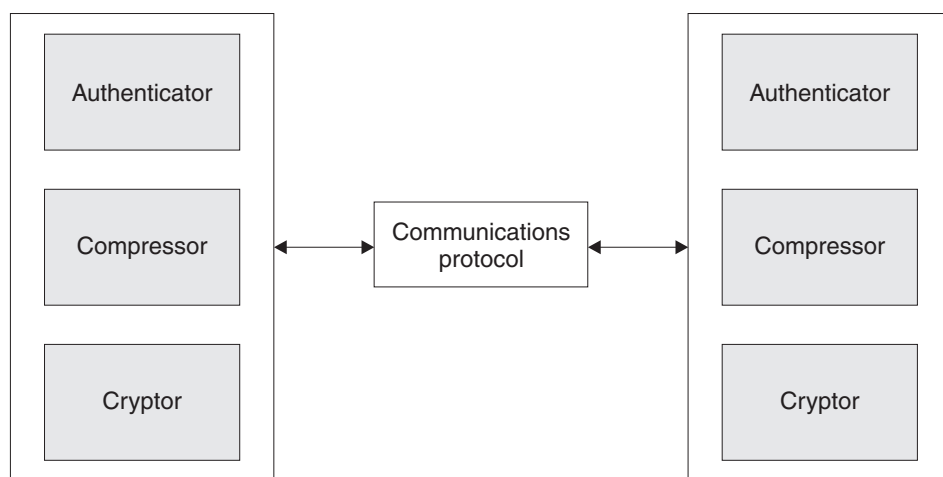 Authenticator
Compressor
Cryptor
Communications
protocol
Authenticator
Compressor
Cryptor